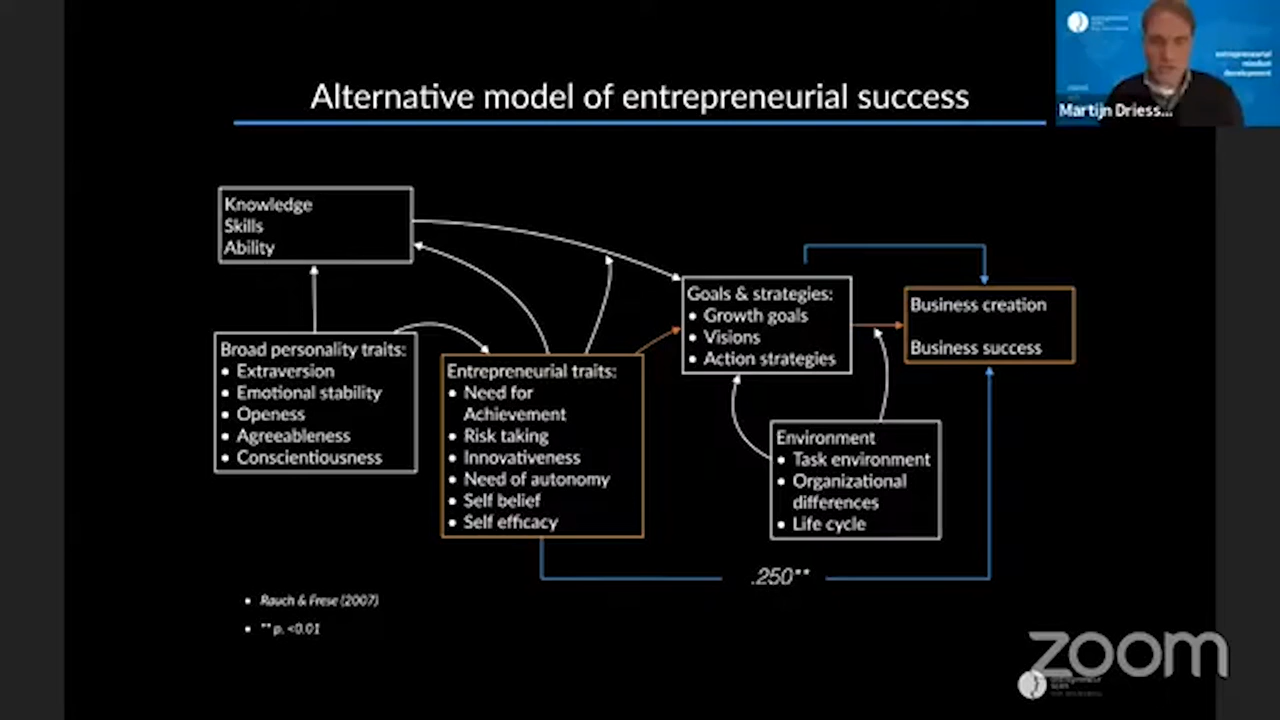 Alternative model of entrepreneurial success
entrepreneurial
mindset
development
Martijn Driess...
Knowledge
Skills
Ability
Broad personality traits:
• Extraversion
• Emotional stability
• Openess
• Agreeableness
• Conscientiousness
Entrepreneurial traits:
• Need for
Achievement
• Risk taking
• Innovativeness
• Need of autonomy
• Self belief
• Self efficacy
Goals & strategies:
• Growth goals
• Visions
• Action strategies
Business creation
Business success
Environment
• Task environment
• Organizational
differences
• Life cycle
.250**
• Rauch & Frese (2007)
• ** p. <0.01
zoom